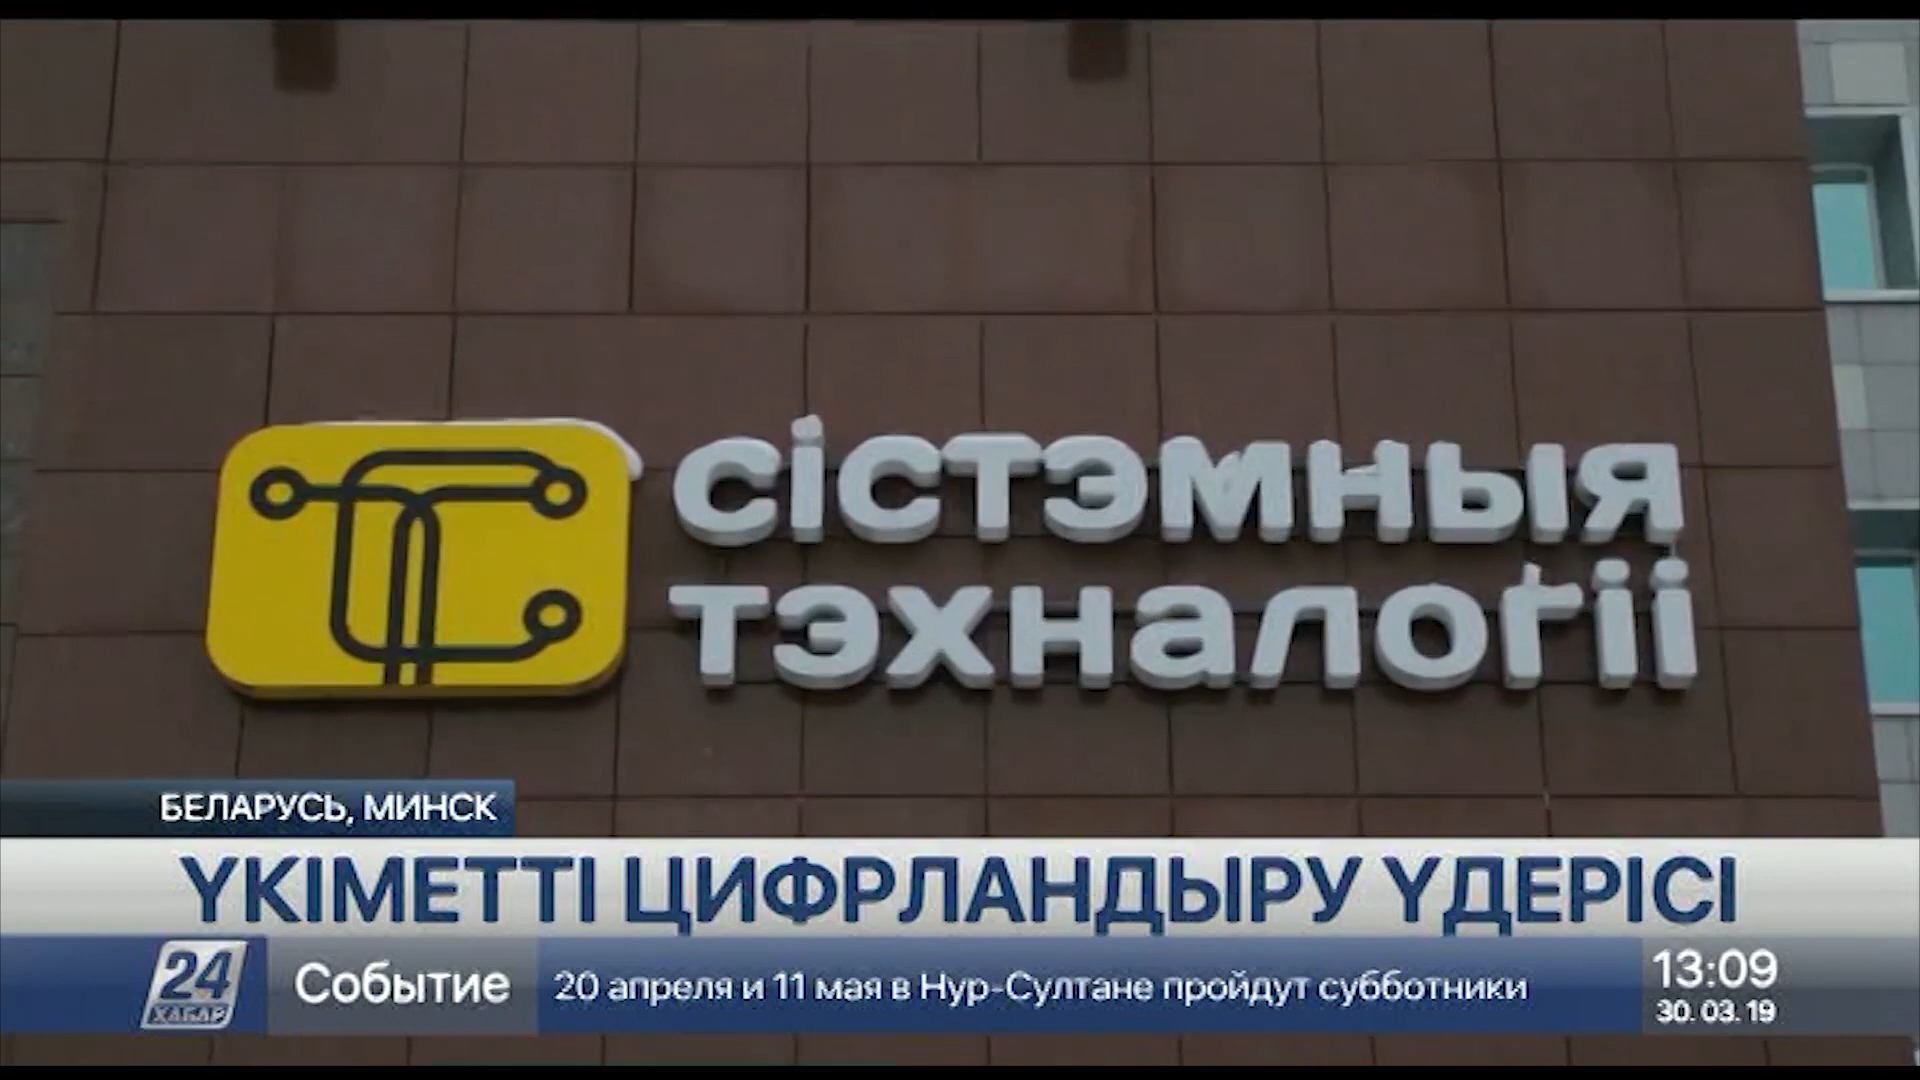 сістэмныя
тэхналогіі
БЕЛАРУСЬ, МИНСК
ҮКІМЕТТІ ЦИФРЛАНДЫРУ ҮДЕРІСІ
24
ХАБАР
Событие
20 апреля и 11 мая в Нур-Султане пройдут субботники
13:09
30. 03. 19